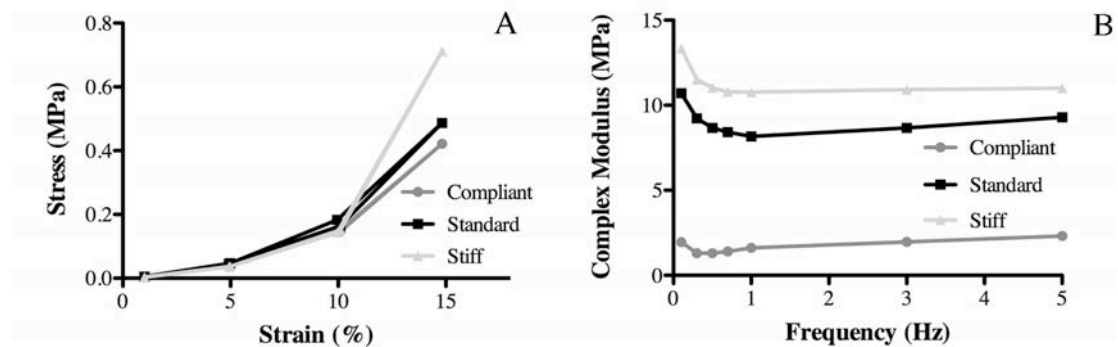 A
Stress (MPa)
0.8
0.6
0.4
0.2
0.0
0
5
10
15
Strain (%)
Compliant
Standard
Stiff
B
Complex Modulus (MPa)
15
10
5
0
0
1
2
3
4
5
Frequency (Hz)
Compliant
Standard
Stiff